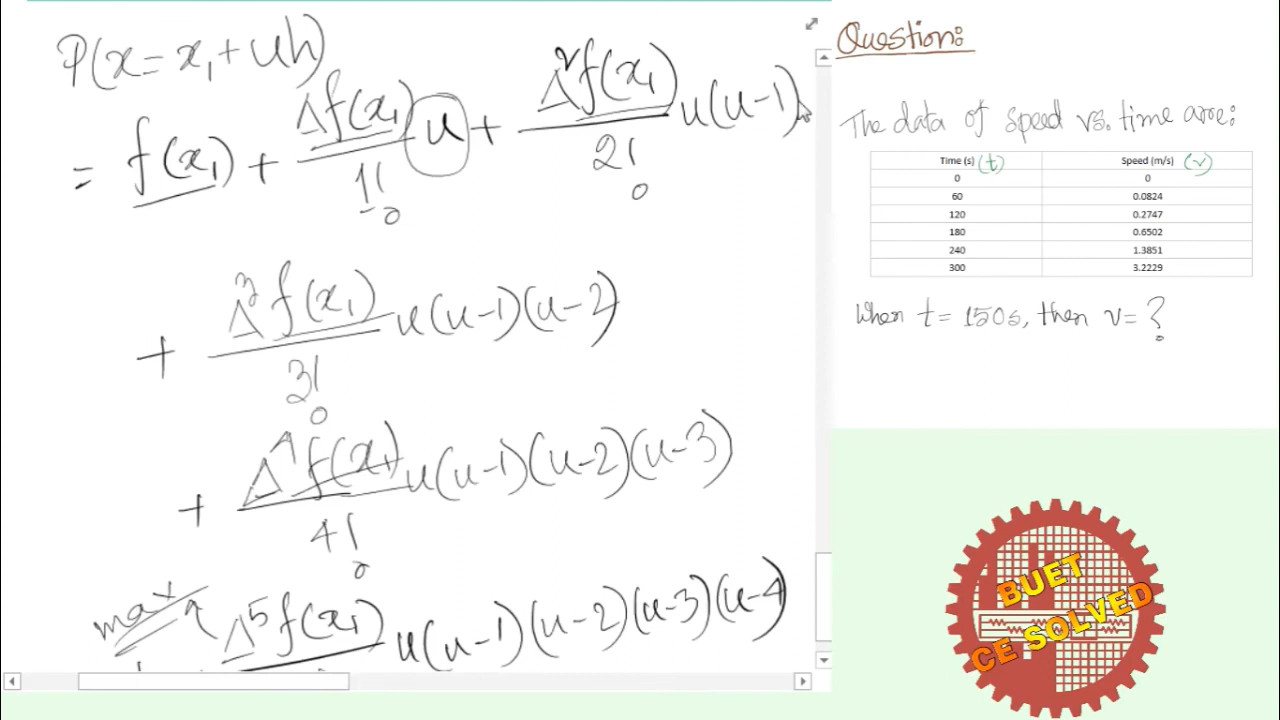 P(x = x₁ + uh)
= f(x₁) + Δf(x₁)/1! u + Δ²f(x₁)/2! u(u-1)
+ Δ³f(x₁)/3! u(u-1)(u-2)
+ Δ⁴f(x₁)/4! u(u-1)(u-2)(u-3)
Δ⁵f(x₁) u(u-1)(u-2)(u-3)(u-4)
max
Question:
The data of speed vs. time are:
Time (s) (t) Speed (m/s) (v)
0 0
60 0.0824
120 0.2747
180 0.6502
240 1.3851
300 3.2229
When t = 150s, then v = ?
BUET
CE SOLVED